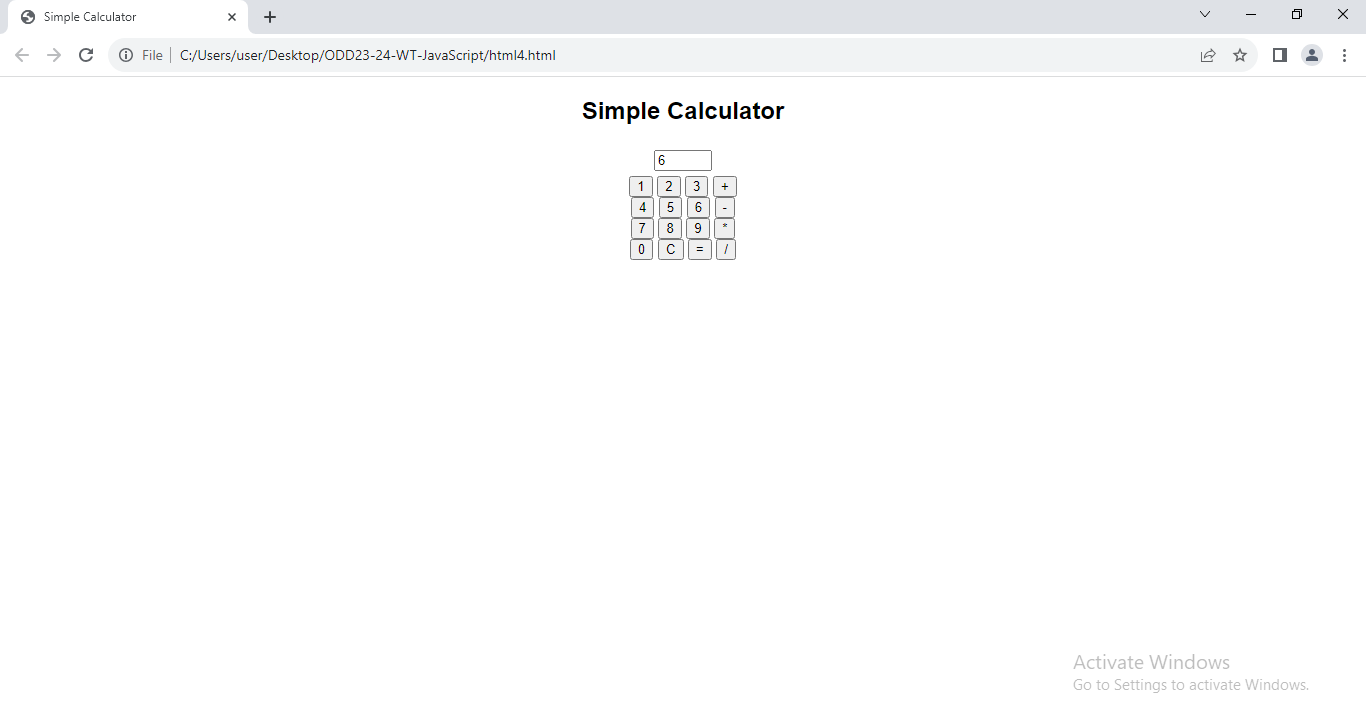 Simple Calculator
File C:/Users/user/Desktop/ODD23-24-WT-JavaScript/html4.html
Simple Calculator
6
1 2 3 +
4 5 6 -
7 8 9 *
0 C = /
Activate Windows
Go to Settings to activate Windows.